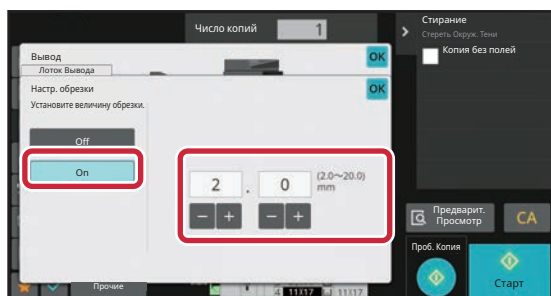 Число копий
1
Стирание
Стереть Окруж. Тени
Копия без полей
Вывод
OK
Лоток Вывода
Настр. обрезки
OK
Установите величину обрезки.
Off
On
2 . 0 (2.0~20.0)
mm
− + − +
Предварит.
Просмотр
CA
Проб. Копия
Старт
Прочие
4 11X17
11X17